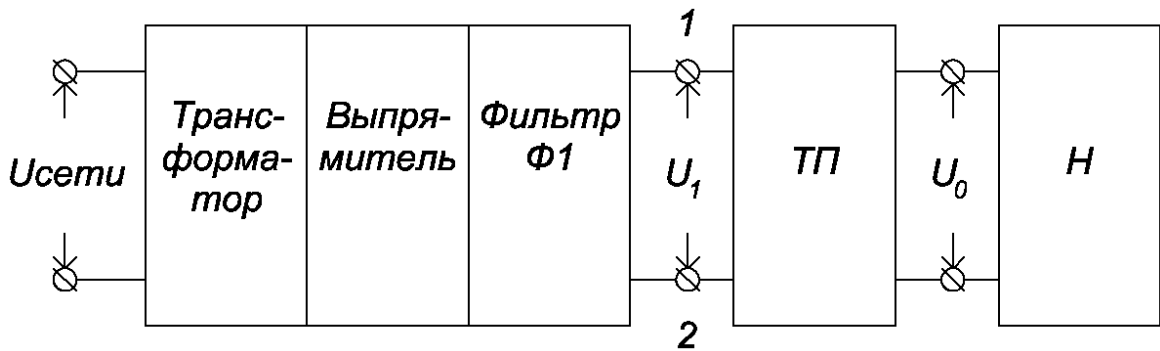 1
Транс-
форма-
тор
Выпря-
митель
Фильтр
Ф1
Uсети
U1
ТП
U0
Н
2